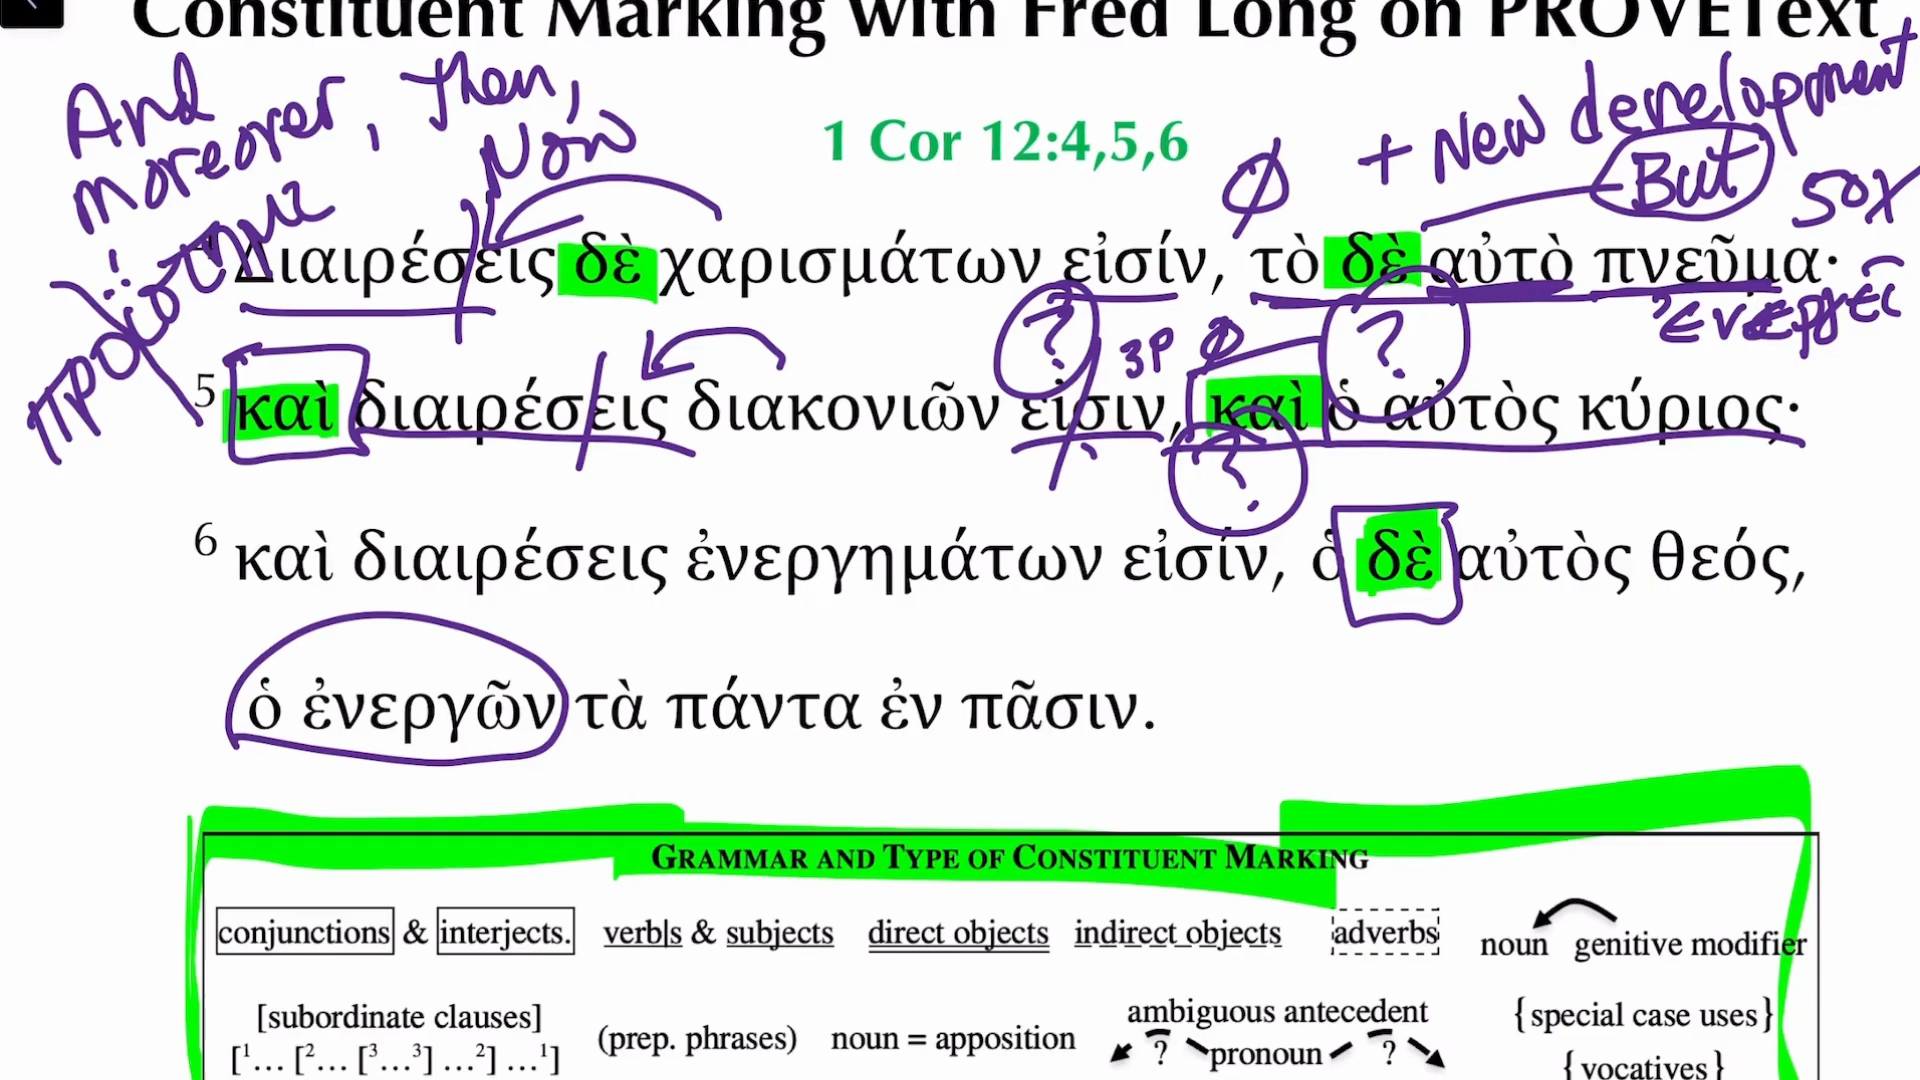 Constituent Marking with Fred Long on PROVEText
And
moreover, then,
Now
1 Cor 12:4,5,6
∅ + New development
But 50x
Διαιρέσεις δὲ χαρισμάτων εἰσίν, τὸ δὲ αὐτὸ πνεῦμα·
? 3P ∅ ?
5 καὶ διαιρέσεις διακονιῶν εἰσιν, καὶ ὁ αὐτὸς κύριος·
?
6 καὶ διαιρέσεις ἐνεργημάτων εἰσίν, ὁ δὲ αὐτὸς θεός,
ὁ ἐνεργῶν τὰ πάντα ἐν πᾶσιν.
GRAMMAR AND TYPE OF CONSTITUENT MARKING
conjunctions & interjects. verb|s & subjects direct objects indirect objects adverbs noun genitive modifier
[subordinate clauses] (prep. phrases) noun = apposition ambiguous antecedent {special case uses}
[1… [2… [3…3] …2] …1] ? pronoun ? {vocatives}